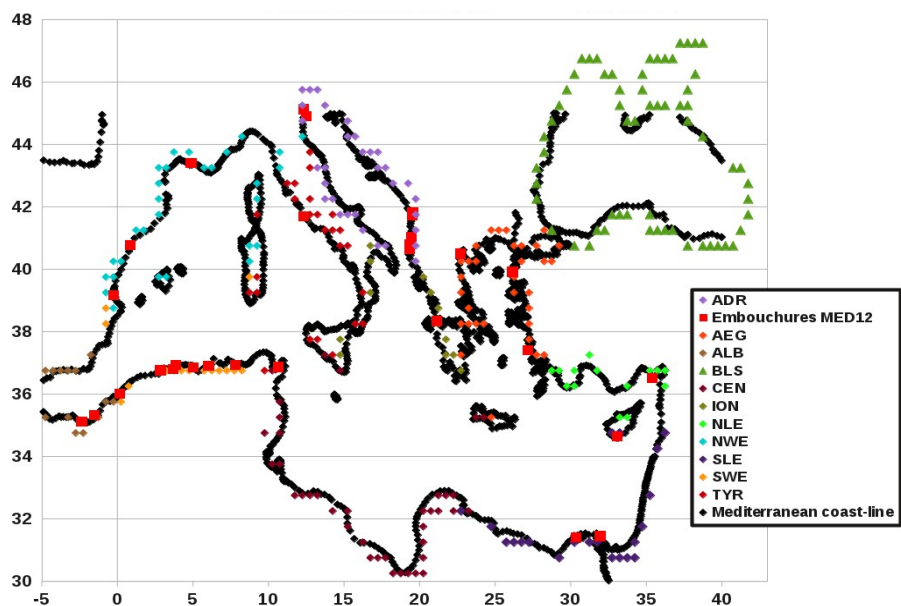 48
46
44
42
40
38
36
34
32
30
-5 0 5 10 15 20 25 30 35 40
ADR
Embouchures MED12
AEG
ALB
BLS
CEN
ION
NLE
NWE
SLE
SWE
TYR
Mediterranean coast-line